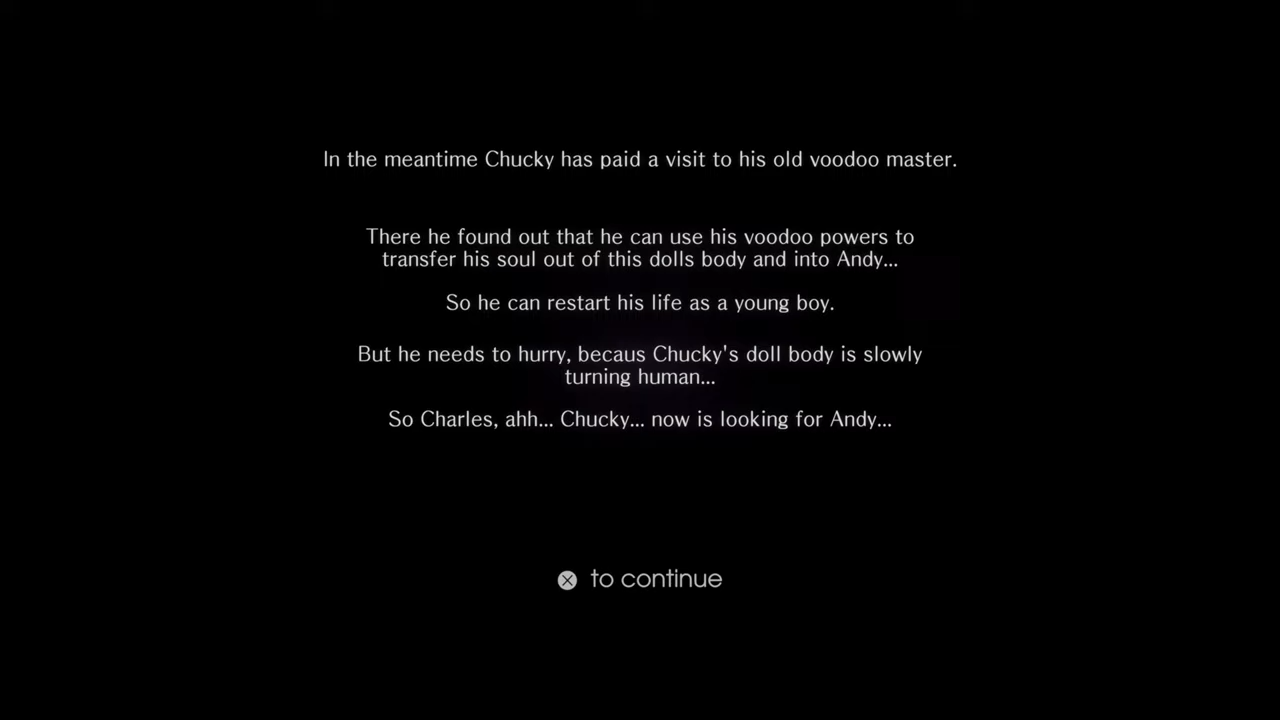 In the meantime Chucky has paid a visit to his old voodoo master.
There he found out that he can use his voodoo powers to
transfer his soul out of this dolls body and into Andy...
So he can restart his life as a young boy.
But he needs to hurry, becaus Chucky's doll body is slowly
turning human...
So Charles, ahh... Chucky... now is looking for Andy...
to continue